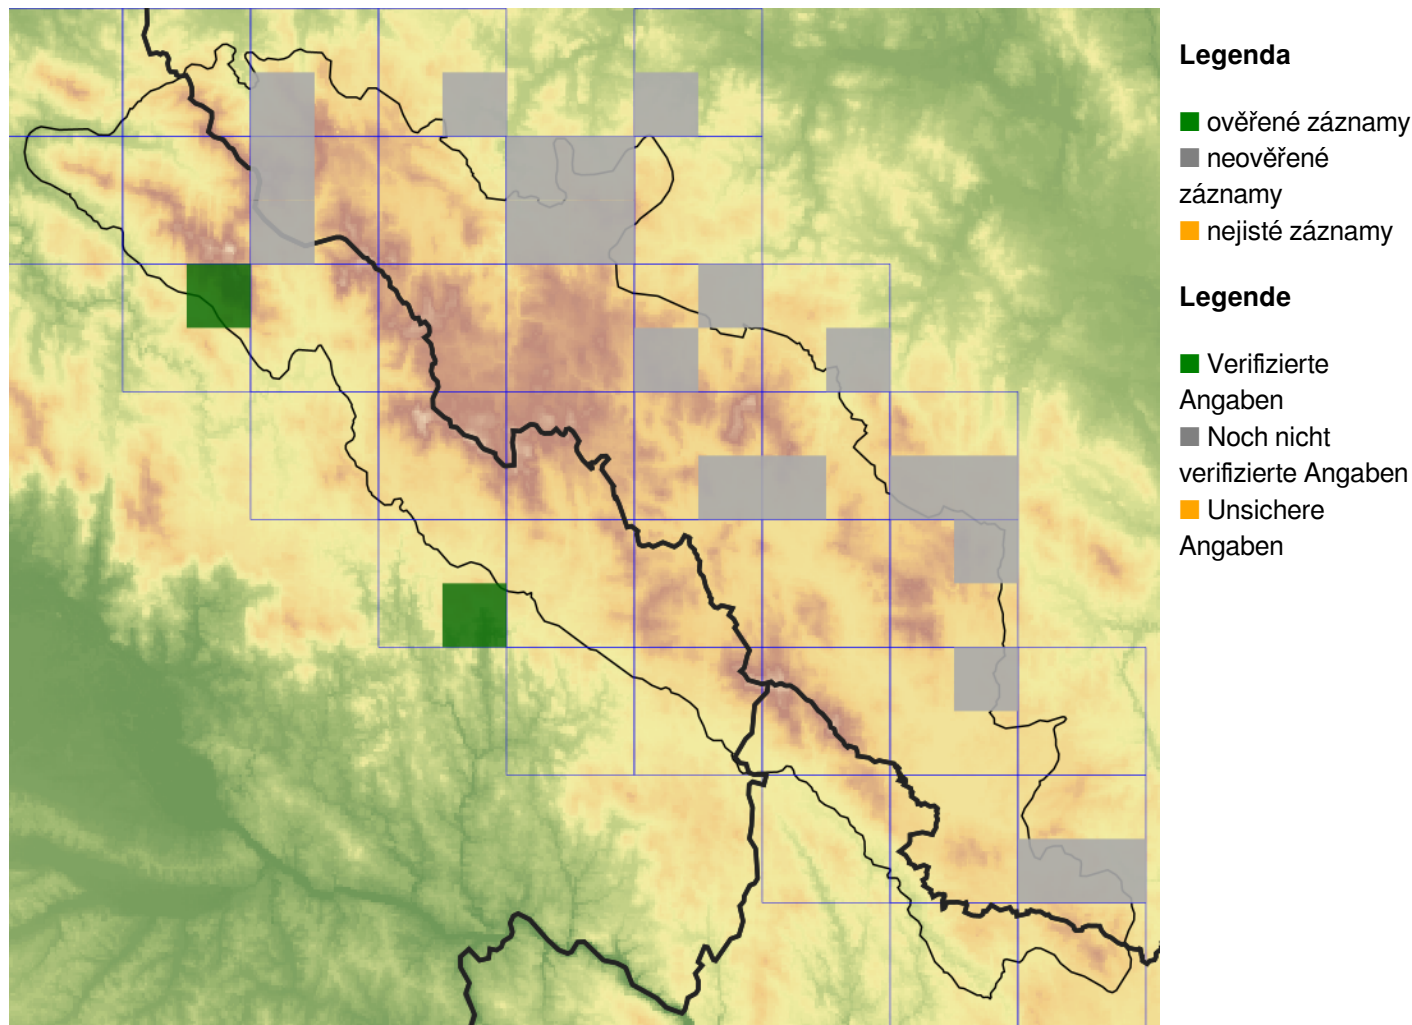 Legenda
ověřené záznamy
neověřené
záznamy
nejisté záznamy
Legende
Verifizierte
Angaben
Noch nicht
verifizierte Angaben
Unsichere
Angaben